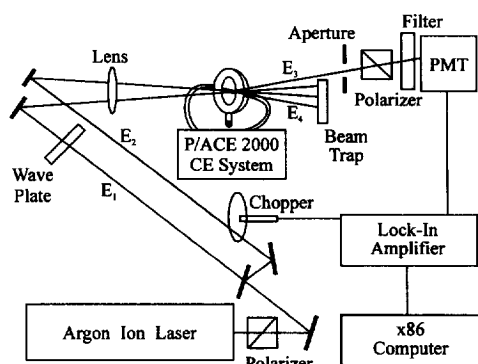 Filter
Aperture
Lens
E3
PMT
Polarizer
E4
E2
P/ACE 2000
CE System
Beam
Trap
Wave
Plate
E1
Chopper
Lock-In
Amplifier
Argon Ion Laser
x86
Computer
Polarizer